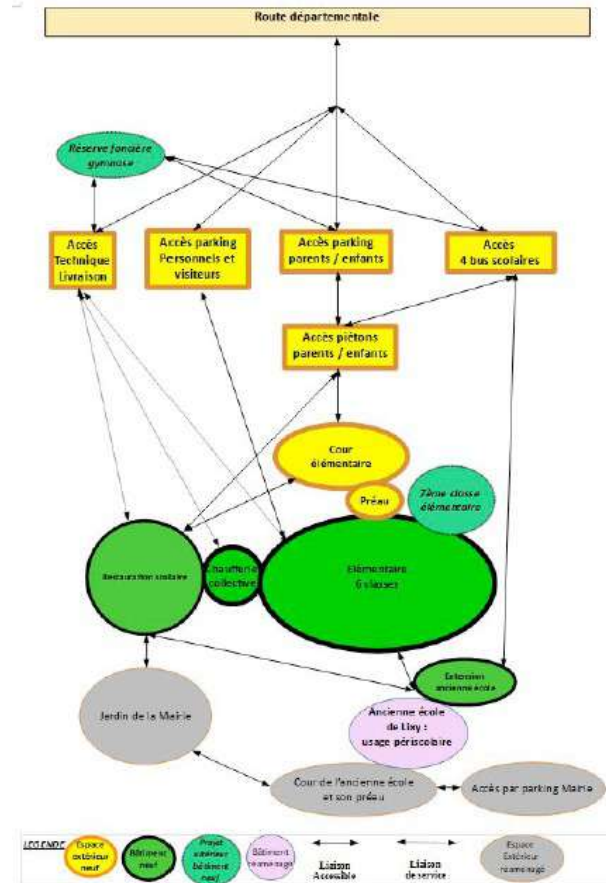 Route départementale
Réserve foncière
gymnase
Accès
Technique
Livraison
Accès parking
Personnels et
visiteurs
Accès parking
parents / enfants
Accès
4 bus scolaires
Accès piétons
parents / enfants
Cour
élémentaire
Préau
7ème classe
élémentaire
Restauration scolaire
Chaufferie
collective
Elémentaire
6 classes
Extension
ancienne école
Jardin de la Mairie
Ancienne école
de Lixy :
usage périscolaire
Cour de l'ancienne école
et son préau
Accès par parking Mairie
LEGENDE
Espace
extérieur
neuf
Bâtiment
neuf
Projet
extérieur
bâtiment
neuf
Bâtiment
réaménagé
Liaison
Accessible
Liaison
de service
Espace
Extérieur
réaménagé